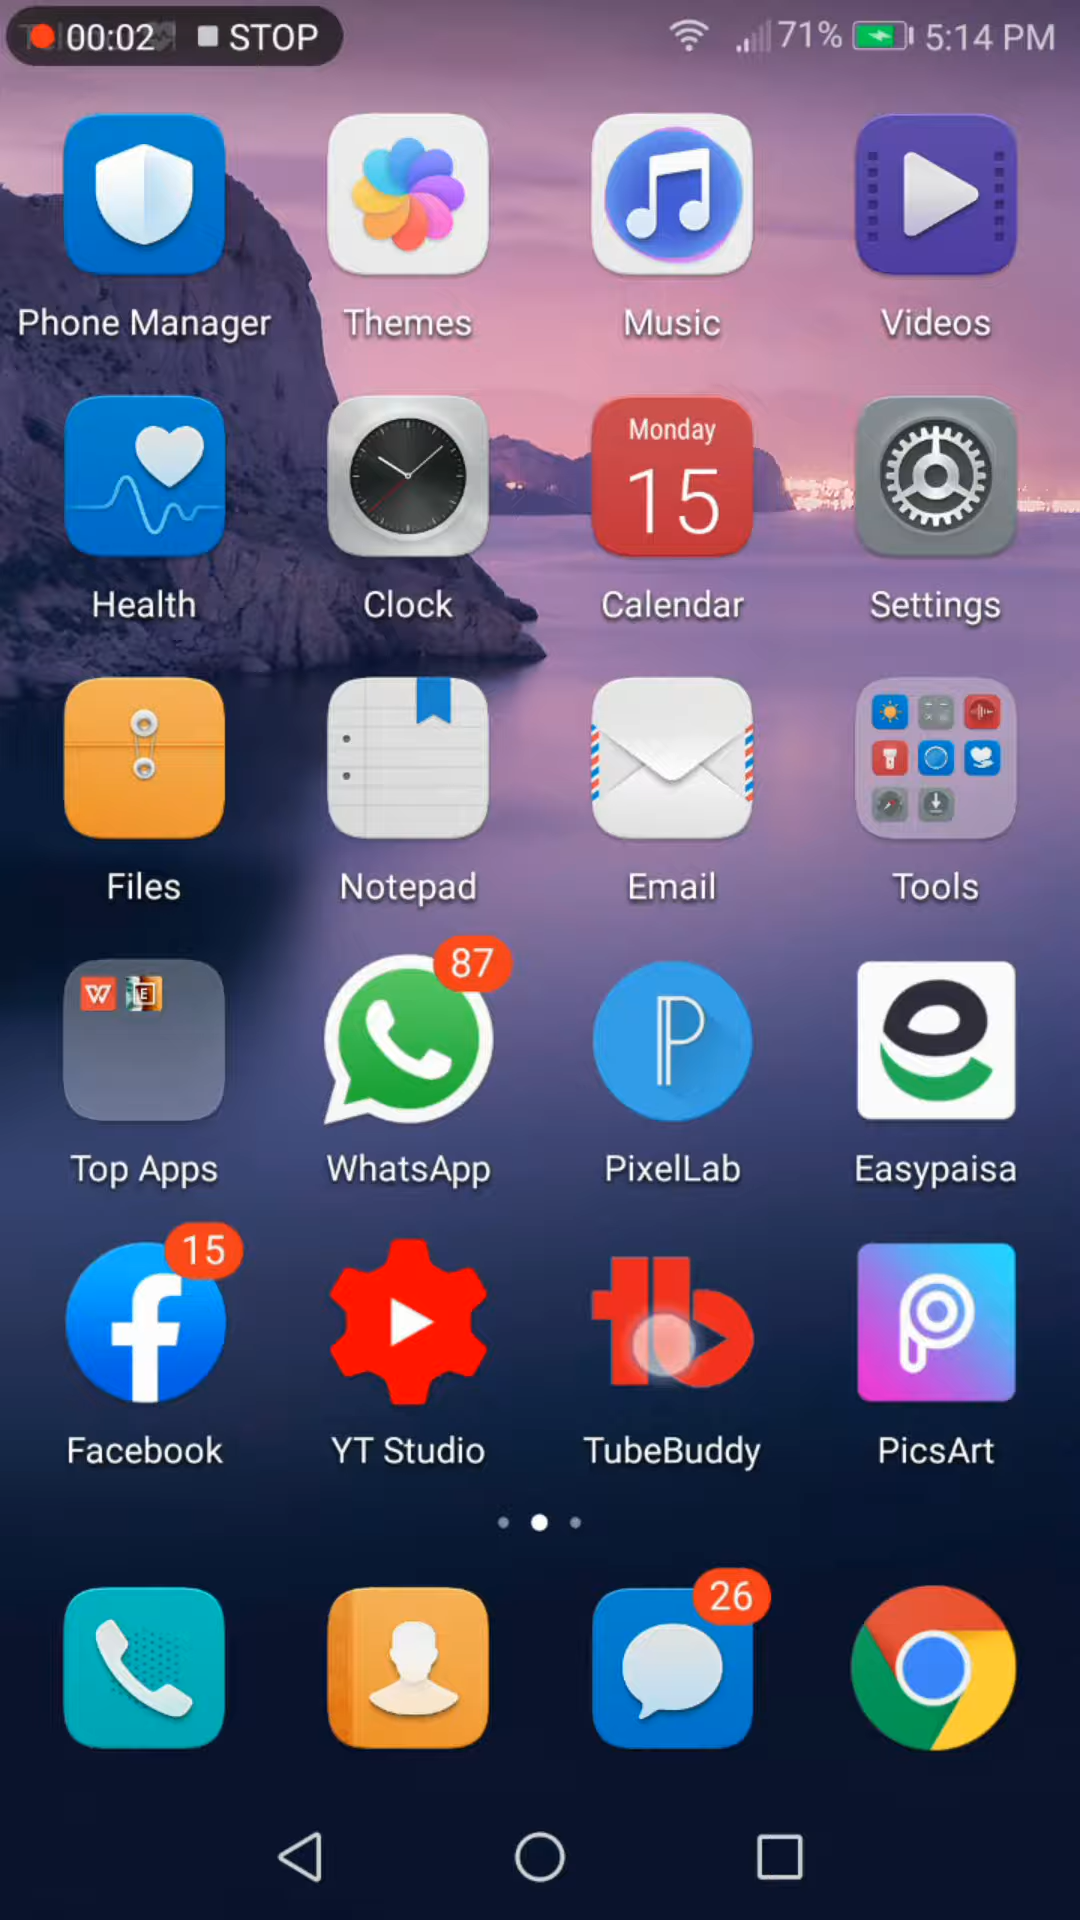 00:02 STOP 71% 5:14 PM
Phone Manager Themes Music Videos
Monday
15
Health Clock Calendar Settings
Files Notepad Email Tools
W E
87
Top Apps WhatsApp PixelLab Easypaisa
15
Facebook YT Studio TubeBuddy PicsArt
26